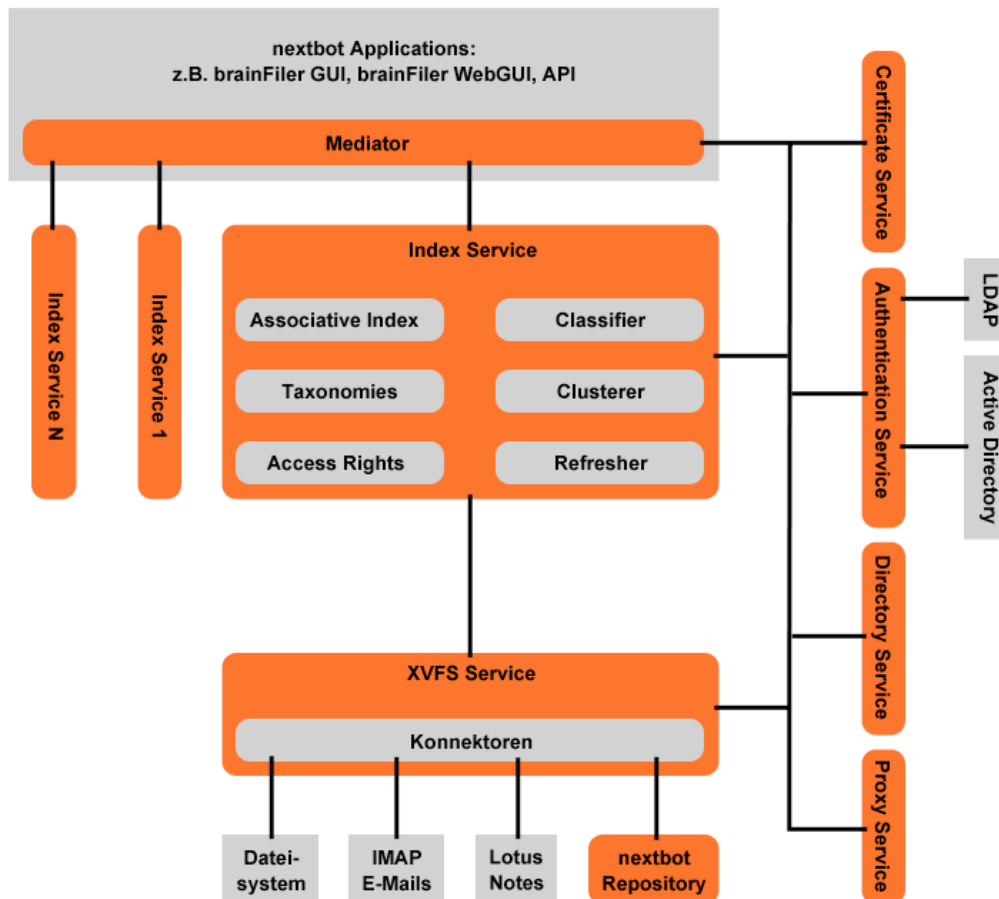 nextbot Applications:
z.B. brainFiler GUI, brainFiler WebGUI, API
Mediator
Index Service N
Index Service 1
Index Service
Associative Index
Classifier
Taxonomies
Clusterer
Access Rights
Refresher
XVFS Service
Konnektoren
Datei-
system
IMAP
E-Mails
Lotus
Notes
nextbot
Repository
Certificate Service
Authentication Service
LDAP
Active Directory
Directory Service
Proxy Service